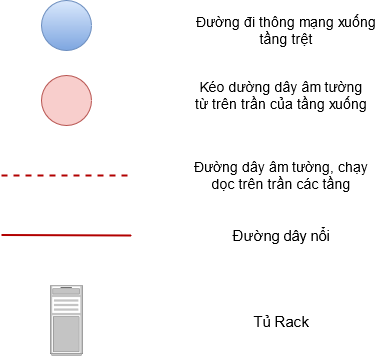 Đường đi thông mạng xuống
tầng trệt
Kéo dường dây âm tường
từ trên trần của tầng xuống
Đường dây âm tường, chạy
dọc trên trần các tầng
Đường dây nổi
Tủ Rack